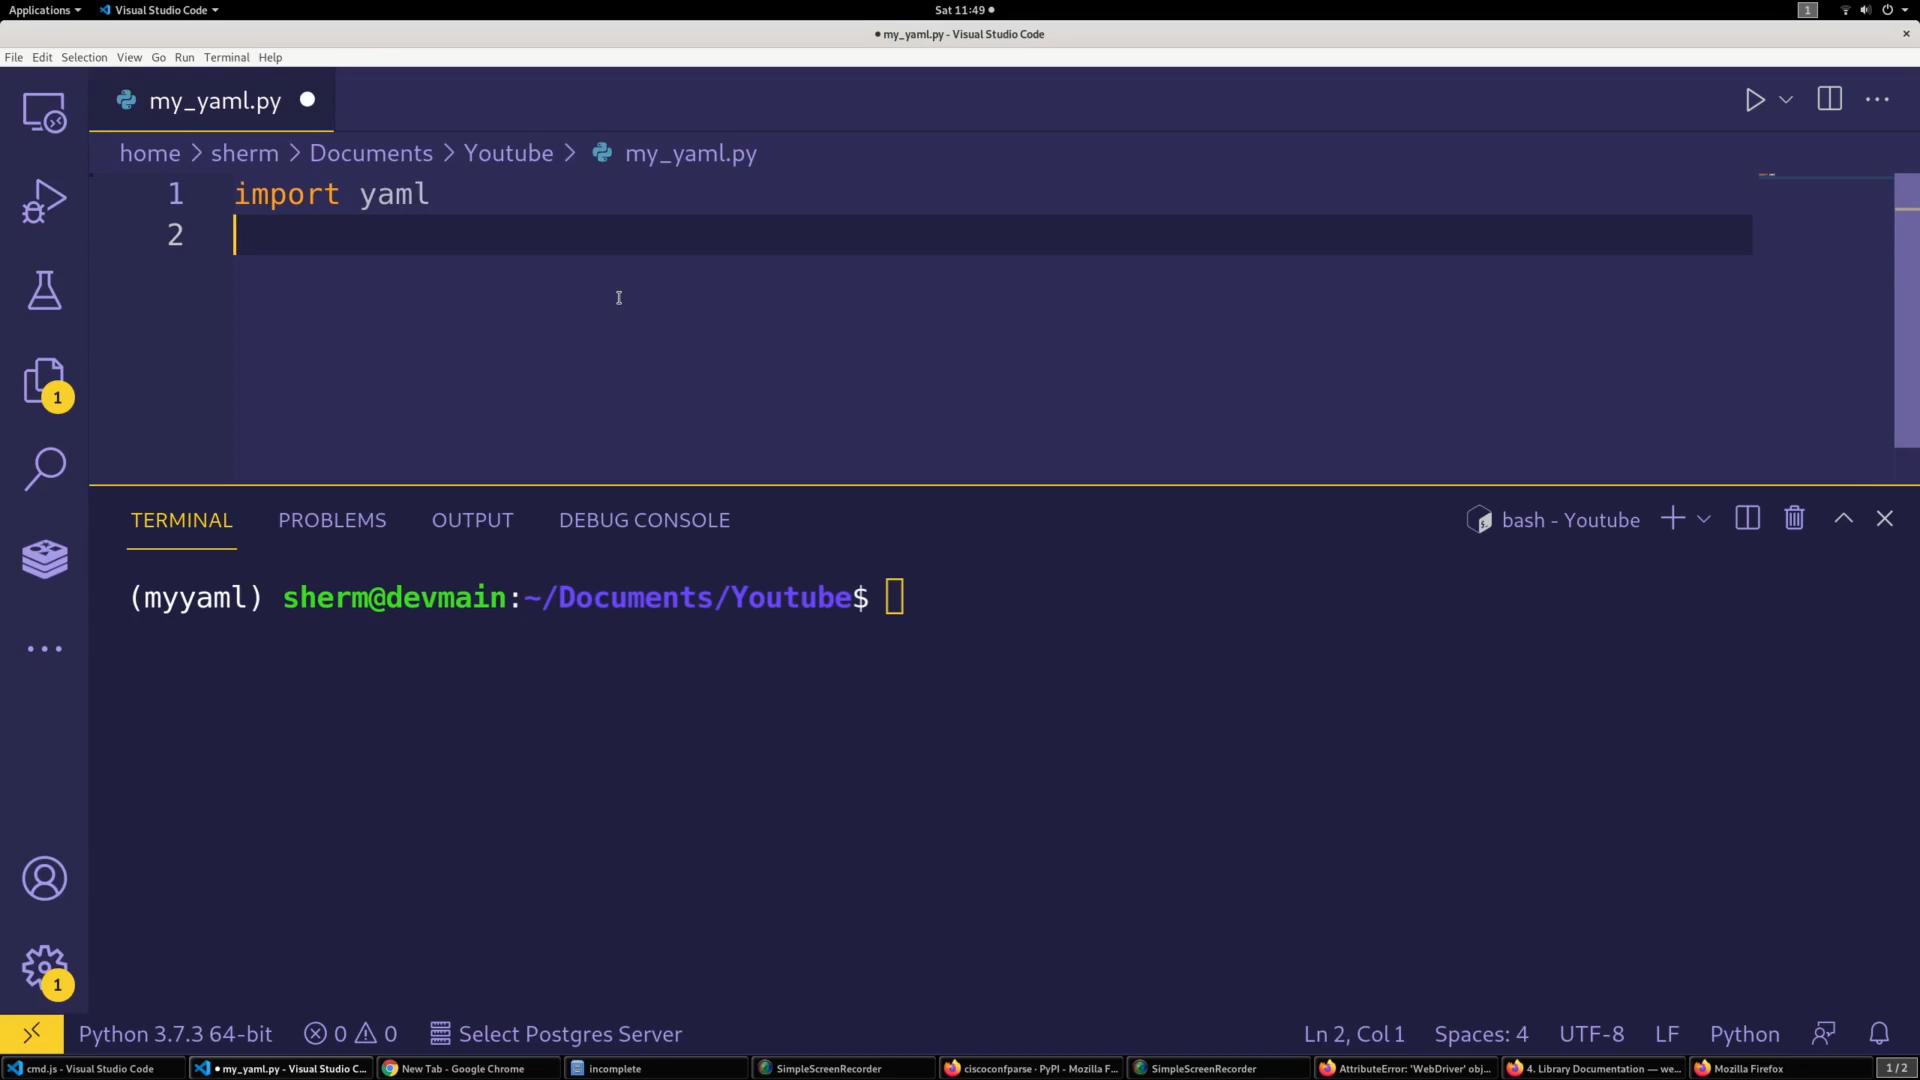 Applications
Visual Studio Code
Sat 11:49
1
my_yaml.py - Visual Studio Code
File Edit Selection View Go Run Terminal Help
my_yaml.py
home > sherm > Documents > Youtube > my_yaml.py
1 import yaml
2
1
TERMINAL PROBLEMS OUTPUT DEBUG CONSOLE
bash - Youtube
(myyaml) sherm@devmain:~/Documents/Youtube$
1
Python 3.7.3 64-bit 0 0 Select Postgres Server Ln 2, Col 1 Spaces: 4 UTF-8 LF Python
cmd.js - Visual Studio Code
my_yaml.py - Visual Studio C...
New Tab - Google Chrome
incomplete
SimpleScreenRecorder
ciscoconfparse · PyPI - Mozilla F...
SimpleScreenRecorder
AttributeError: 'WebDriver' obj...
4. Library Documentation — we...
Mozilla Firefox
1 / 2